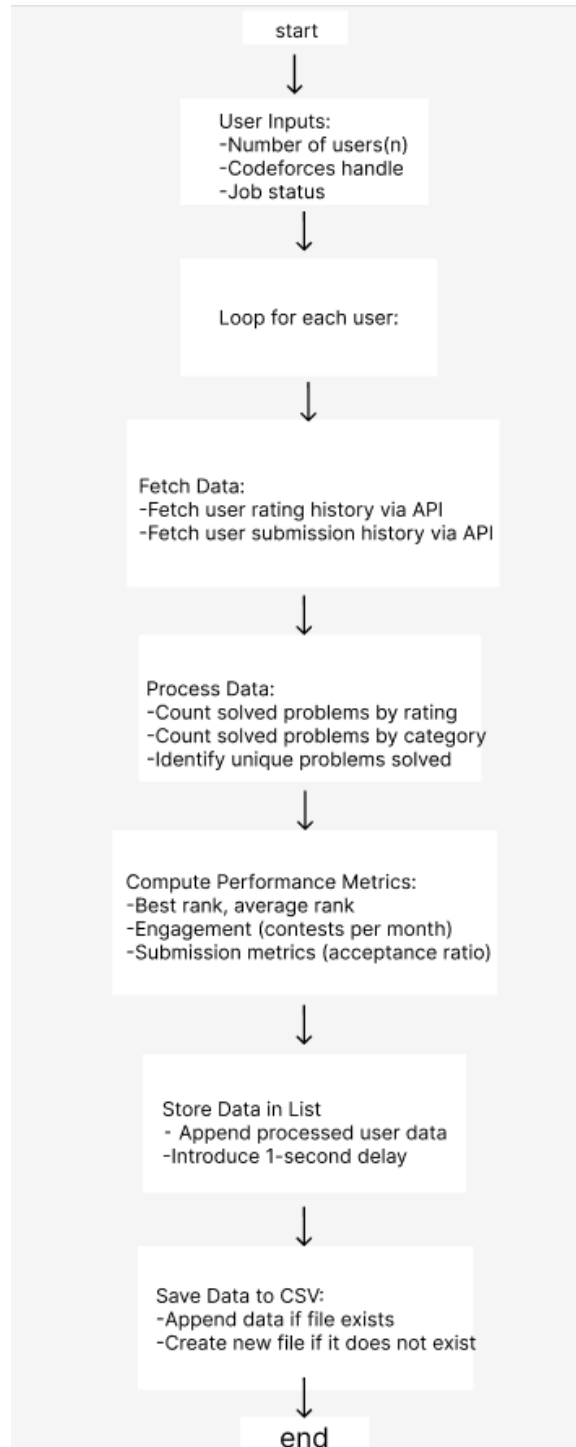 start
User Inputs:
-Number of users(n)
-Codeforces handle
-Job status
Loop for each user:
Fetch Data:
-Fetch user rating history via API
-Fetch user submission history via API
Process Data:
-Count solved problems by rating
-Count solved problems by category
-Identify unique problems solved
Compute Performance Metrics:
-Best rank, average rank
-Engagement (contests per month)
-Submission metrics (acceptance ratio)
Store Data in List
- Append processed user data
-Introduce 1-second delay
Save Data to CSV:
-Append data if file exists
-Create new file if it does not exist
end